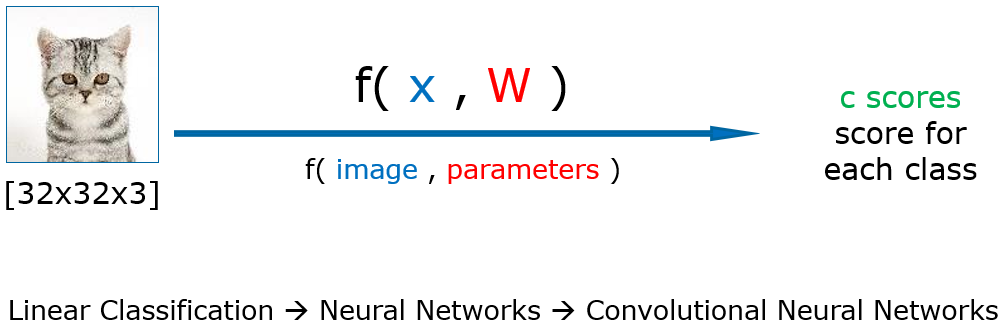 f( x , W )
c scores
score for
each class
f( image , parameters )
[32x32x3]
Linear Classification → Neural Networks → Convolutional Neural Networks